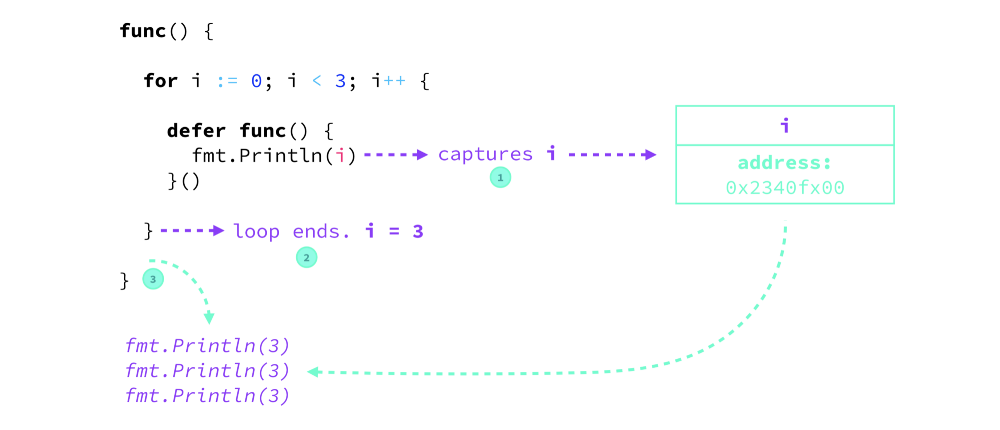 func() {
for i := 0; i < 3; i++ {
defer func() {
fmt.Println(i)
captures i
1
i
address:
0x2340fx00
}()
}
loop ends. i = 3
2
}
3
fmt.Println(3)
fmt.Println(3)
fmt.Println(3)